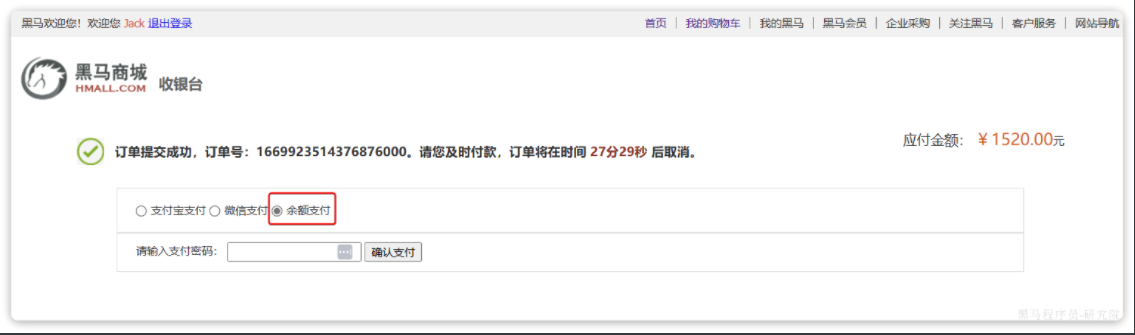 黑马欢迎您！欢迎您 Jack 退出登录
首页 | 我的购物车 | 我的黑马 | 黑马会员 | 企业采购 | 关注黑马 | 客户服务 | 网站导航
黑马商城
HMALL.COM
收银台
订单提交成功，订单号：1669923514376876000。请您及时付款，订单将在时间 27分29秒 后取消。
应付金额： ￥1520.00元
支付宝支付 微信支付 余额支付
请输入支付密码： 确认支付
黑马程序员-研究院